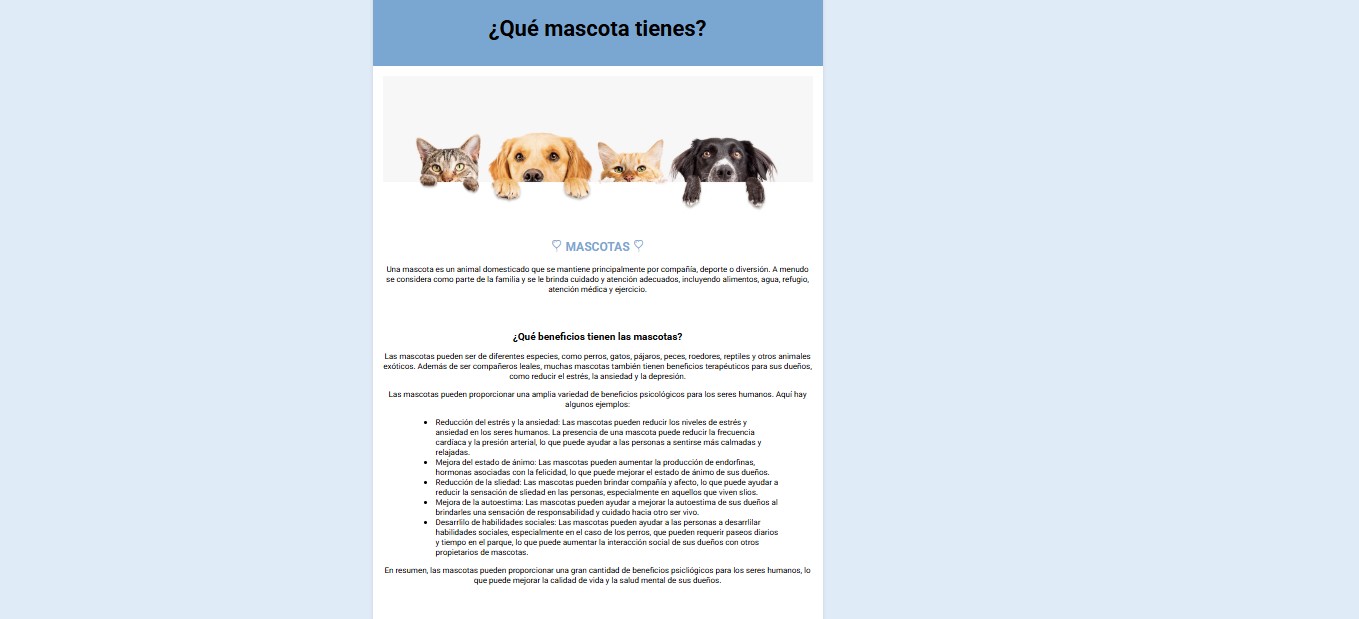 ¿Qué mascota tienes?
MASCOTAS
Una mascota es un animal domesticado que se mantiene principalmente por compañía, deporte o diversión. A menudo
se considera como parte de la familia y se le brinda cuidado y atención adecuados, incluyendo alimentos, agua, refugio,
atención médica y ejercicio.
¿Qué beneficios tienen las mascotas?
Las mascotas pueden ser de diferentes especies, como perros, gatos, pájaros, peces, roedores, reptiles y otros animales
exóticos. Además de ser compañeros leales, muchas mascotas también tienen beneficios terapéuticos para sus dueños,
como reducir el estrés, la ansiedad y la depresión.
Las mascotas pueden proporcionar una amplia variedad de beneficios psicológicos para los seres humanos. Aquí hay
algunos ejemplos:
• Reducción del estrés y la ansiedad: Las mascotas pueden reducir los niveles de estrés y
ansiedad en los seres humanos. La presencia de una mascota puede reducir la frecuencia
cardíaca y la presión arterial, lo que puede ayudar a las personas a sentirse más calmadas y
relajadas.
• Mejora del estado de ánimo: Las mascotas pueden aumentar la producción de endorfinas,
hormonas asociadas con la felicidad, lo que puede mejorar el estado de ánimo de sus dueños.
• Reducción de la sliedad: Las mascotas pueden brindar compañía y afecto, lo que puede ayudar a
reducir la sensación de sliedad en las personas, especialmente en aquellos que viven slios.
• Mejora de la autoestima: Las mascotas pueden ayudar a mejorar la autoestima de sus dueños al
brindarles una sensación de responsabilidad y cuidado hacia otro ser vivo.
• Desarrlilo de habilidades sociales: Las mascotas pueden ayudar a las personas a desarrlilar
habilidades sociales, especialmente en el caso de los perros, que pueden requerir paseos diarios
y tiempo en el parque, lo que puede aumentar la interacción social de sus dueños con otros
propietarios de mascotas.
En resumen, las mascotas pueden proporcionar una gran cantidad de beneficios psicliógicos para los seres humanos, lo
que puede mejorar la calidad de vida y la salud mental de sus dueños.